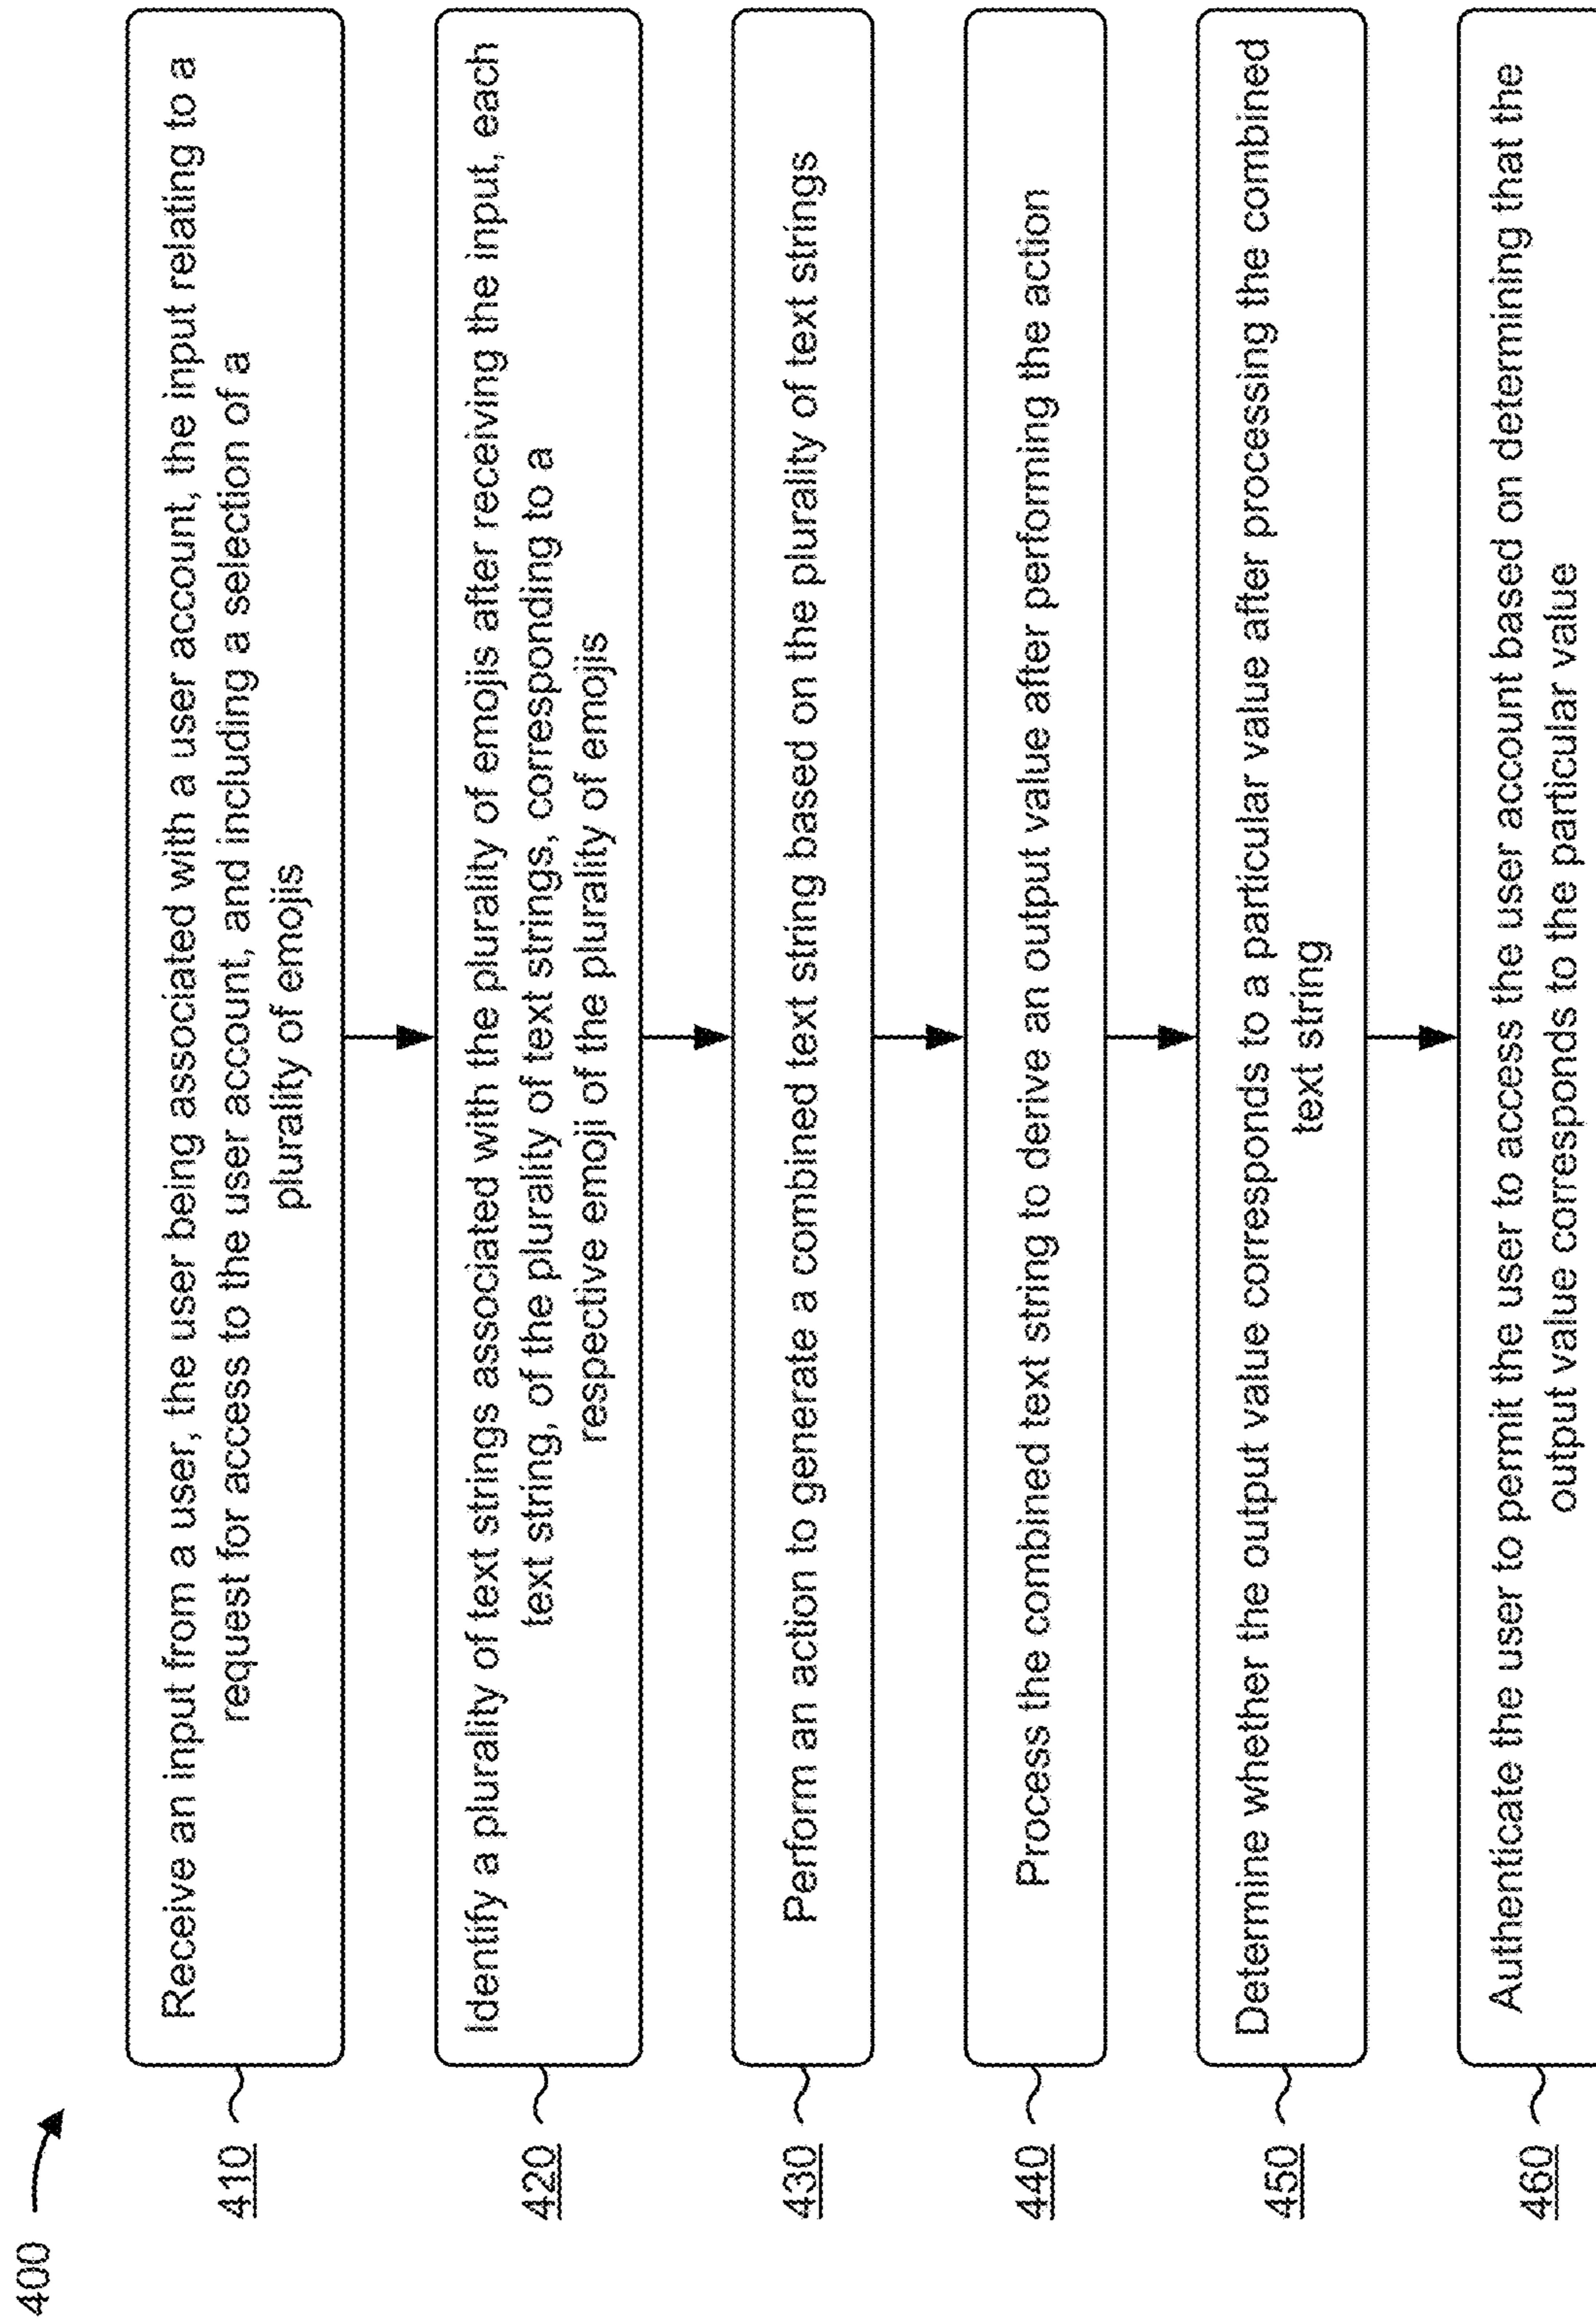 400
410
Receive an input from a user, the user being associated with a user account, the input relating to a
request for access to the user account, and including a selection of a
plurality of emojis
420
Identify a plurality of text strings associated with the plurality of emojis after receiving the input, each
text string, of the plurality of text strings, corresponding to a
respective emoji of the plurality of emojis
430
Perform an action to generate a combined text string based on the plurality of text strings
440
Process the combined text string to derive an output value after performing the action
450
Determine whether the output value corresponds to a particular value after processing the combined
text string
460
Authenticate the user to permit the user to access the user account based on determining that the
output value corresponds to the particular value